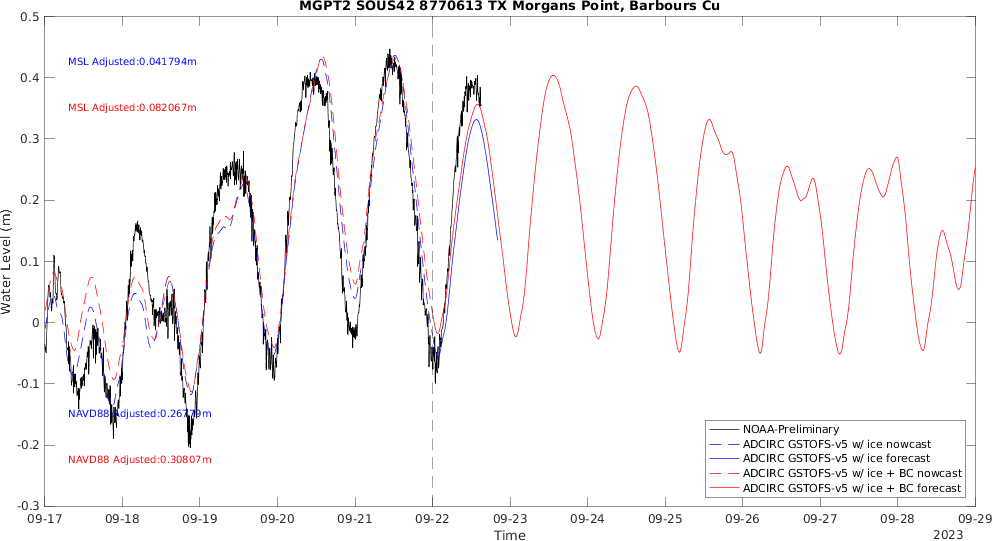 MGPT2 SOUS42 8770613 TX Morgans Point, Barbours Cu
0.5
0.4
0.3
0.2
0.1
0
-0.1
-0.2
-0.3
Water Level (m)
MSL Adjusted:0.041794m
MSL Adjusted:0.082067m
NAVD88 Adjusted:0.26779m
NAVD88 Adjusted:0.30807m
NOAA-Preliminary
ADCIRC GSTOFS-v5 w/ ice nowcast
ADCIRC GSTOFS-v5 w/ ice forecast
ADCIRC GSTOFS-v5 w/ ice + BC nowcast
ADCIRC GSTOFS-v5 w/ ice + BC forecast
09-17 09-18 09-19 09-20 09-21 09-22 09-23 09-24 09-25 09-26 09-27 09-28 09-29
Time
2023